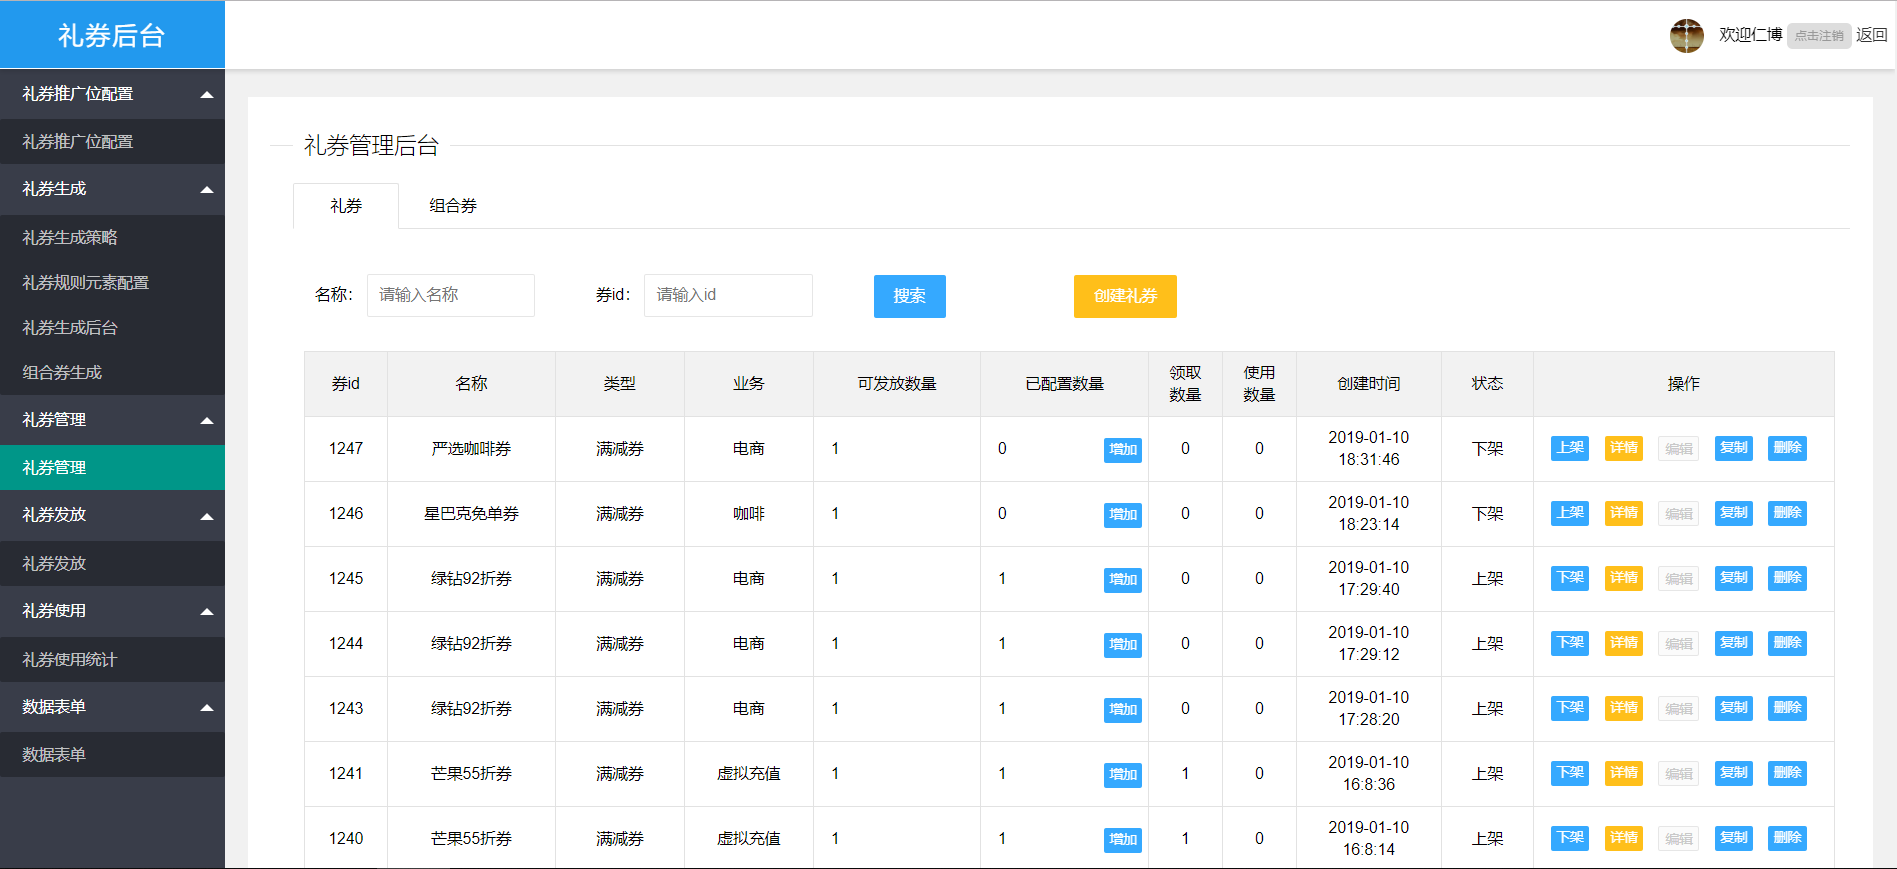 礼券后台
欢迎仁博 点击注销 返回
礼券推广位配置
礼券推广位配置
礼券生成
礼券生成策略
礼券规则元素配置
礼券生成后台
组合券生成
礼券管理
礼券管理
礼券发放
礼券发放
礼券使用
礼券使用统计
数据表单
数据表单
礼券管理后台
礼券 组合券
名称： 请输入名称 券id： 请输入id 搜索 创建礼券
券id 名称 类型 业务 可发放数量 已配置数量 领取数量 使用数量 创建时间 状态 操作
1247 严选咖啡券 满减券 电商 1 0 增加 0 0 2019-01-10 18:31:46 下架 上架 详情 编辑 复制 删除
1246 星巴克免单券 满减券 咖啡 1 0 增加 0 0 2019-01-10 18:23:14 下架 上架 详情 编辑 复制 删除
1245 绿钻92折券 满减券 电商 1 1 增加 0 0 2019-01-10 17:29:40 上架 下架 详情 编辑 复制 删除
1244 绿钻92折券 满减券 电商 1 1 增加 0 0 2019-01-10 17:29:12 上架 下架 详情 编辑 复制 删除
1243 绿钻92折券 满减券 电商 1 1 增加 0 0 2019-01-10 17:28:20 上架 下架 详情 编辑 复制 删除
1241 芒果55折券 满减券 虚拟充值 1 1 增加 1 0 2019-01-10 16:8:36 上架 下架 详情 编辑 复制 删除
1240 芒果55折券 满减券 虚拟充值 1 1 增加 1 0 2019-01-10 16:8:14 上架 下架 详情 编辑 复制 删除